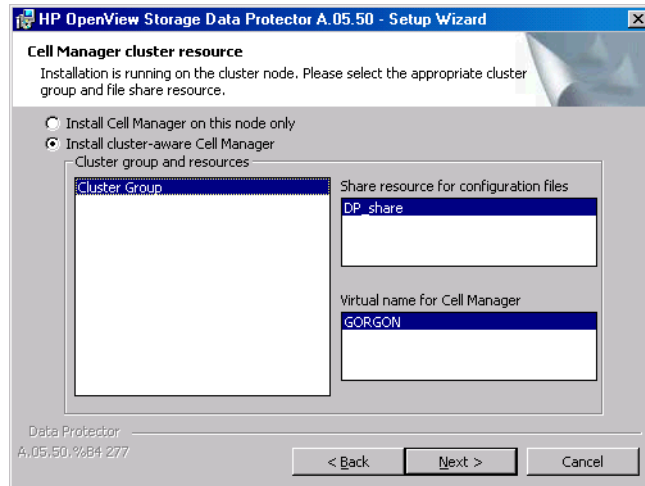 HP OpenView Storage Data Protector A.05.50 - Setup Wizard
Cell Manager cluster resource
Installation is running on the cluster node. Please select the appropriate cluster
group and file share resource.
Install Cell Manager on this node only
Install cluster-aware Cell Manager
Cluster group and resources
Cluster Group
Share resource for configuration files
DP_share
Virtual name for Cell Manager
GORGON
Data Protector
A.05.50.%B4 277
< Back
Next >
Cancel